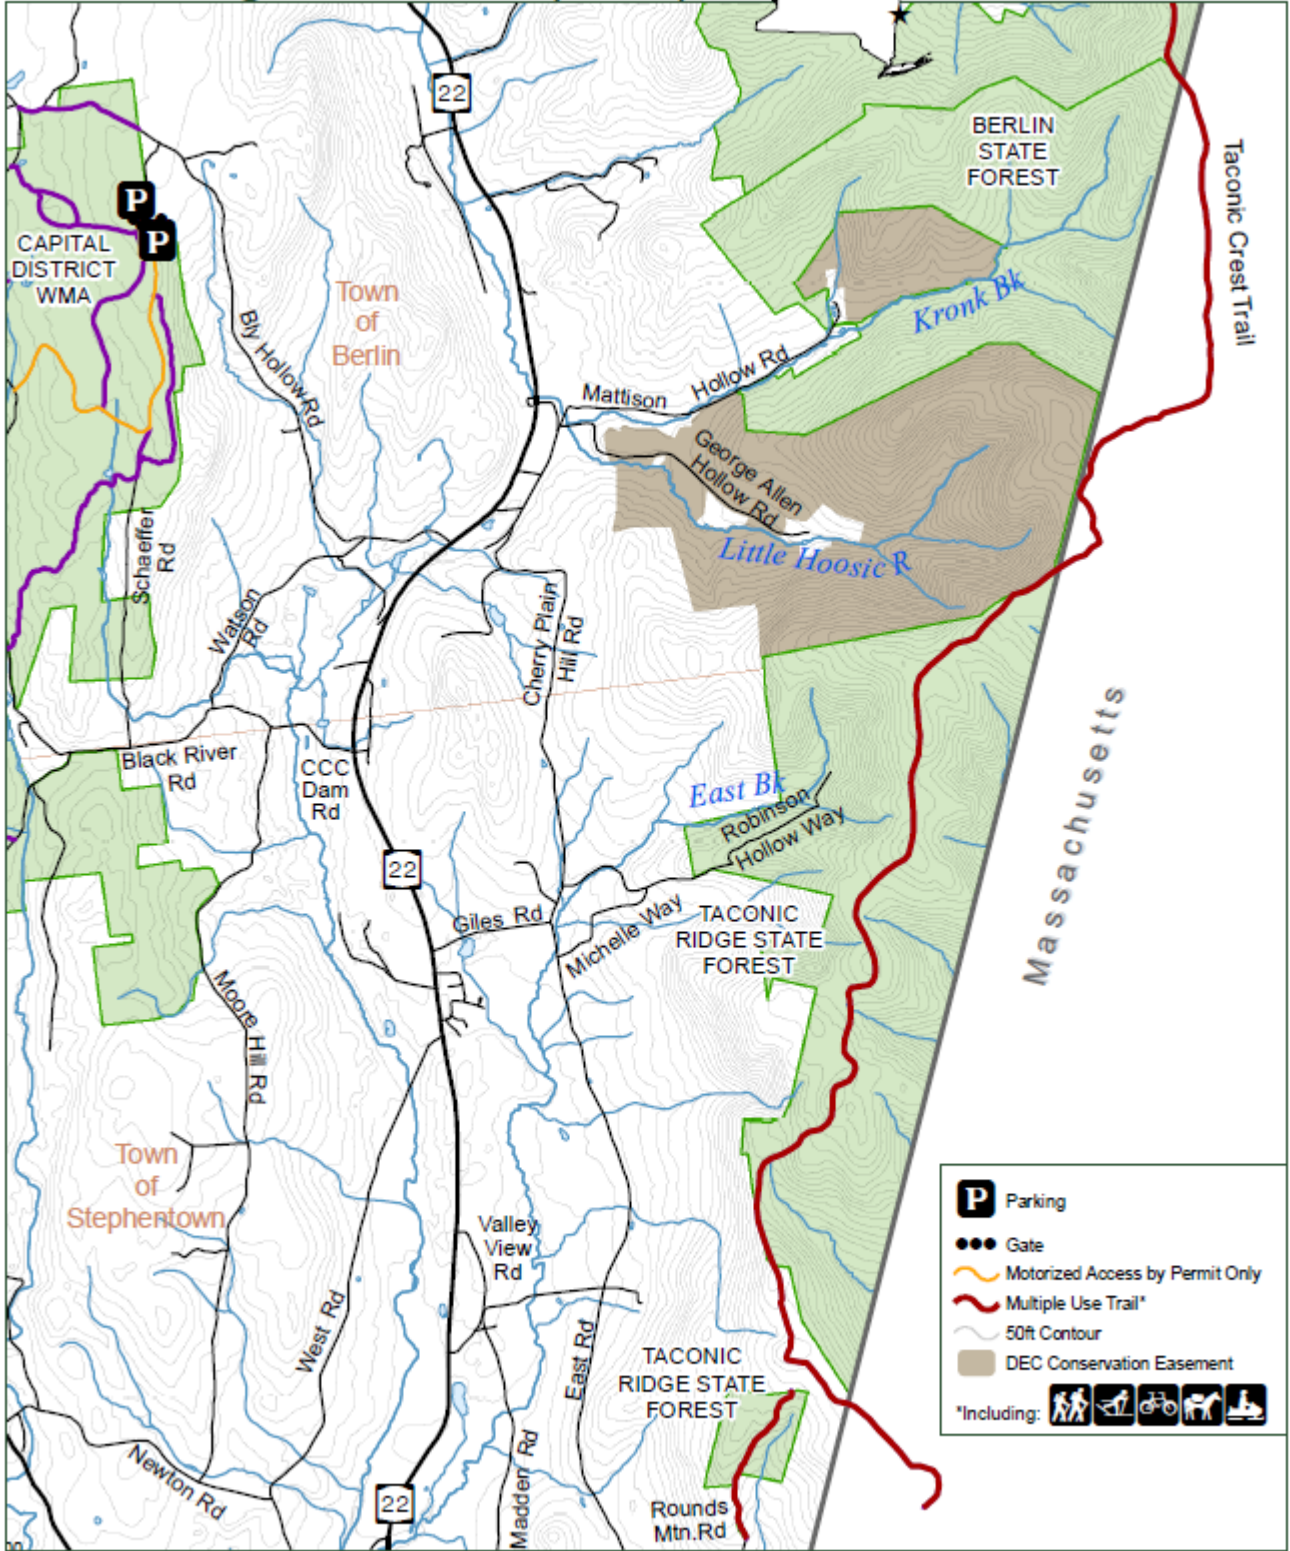 22
BERLIN
STATE
FOREST
Taconic Crest Trail
P
P
CAPITAL
DISTRICT
WMA
Town
of
Berlin
Kronk Bk
Bly Hollow Rd
Mattison Hollow Rd
George Allen
Hollow Rd
Little Hoosic R
Schaeffer
Rd
Watson
Rd
Cherry Plain
Hill Rd
Massachusetts
Black River
Rd
CCC
Dam
Rd
East Bk
Robinson
Hollow Way
22
Giles Rd
Michelle Way
TACONIC
RIDGE STATE
FOREST
Moore Hill Rd
Town
of
Stephentown
Valley
View
Rd
West Rd
East Rd
TACONIC
RIDGE STATE
FOREST
Newton Rd
22
Madden Rd
Rounds
Mtn.Rd
P Parking
Gate
Motorized Access by Permit Only
Multiple Use Trail*
50ft Contour
DEC Conservation Easement
*Including: